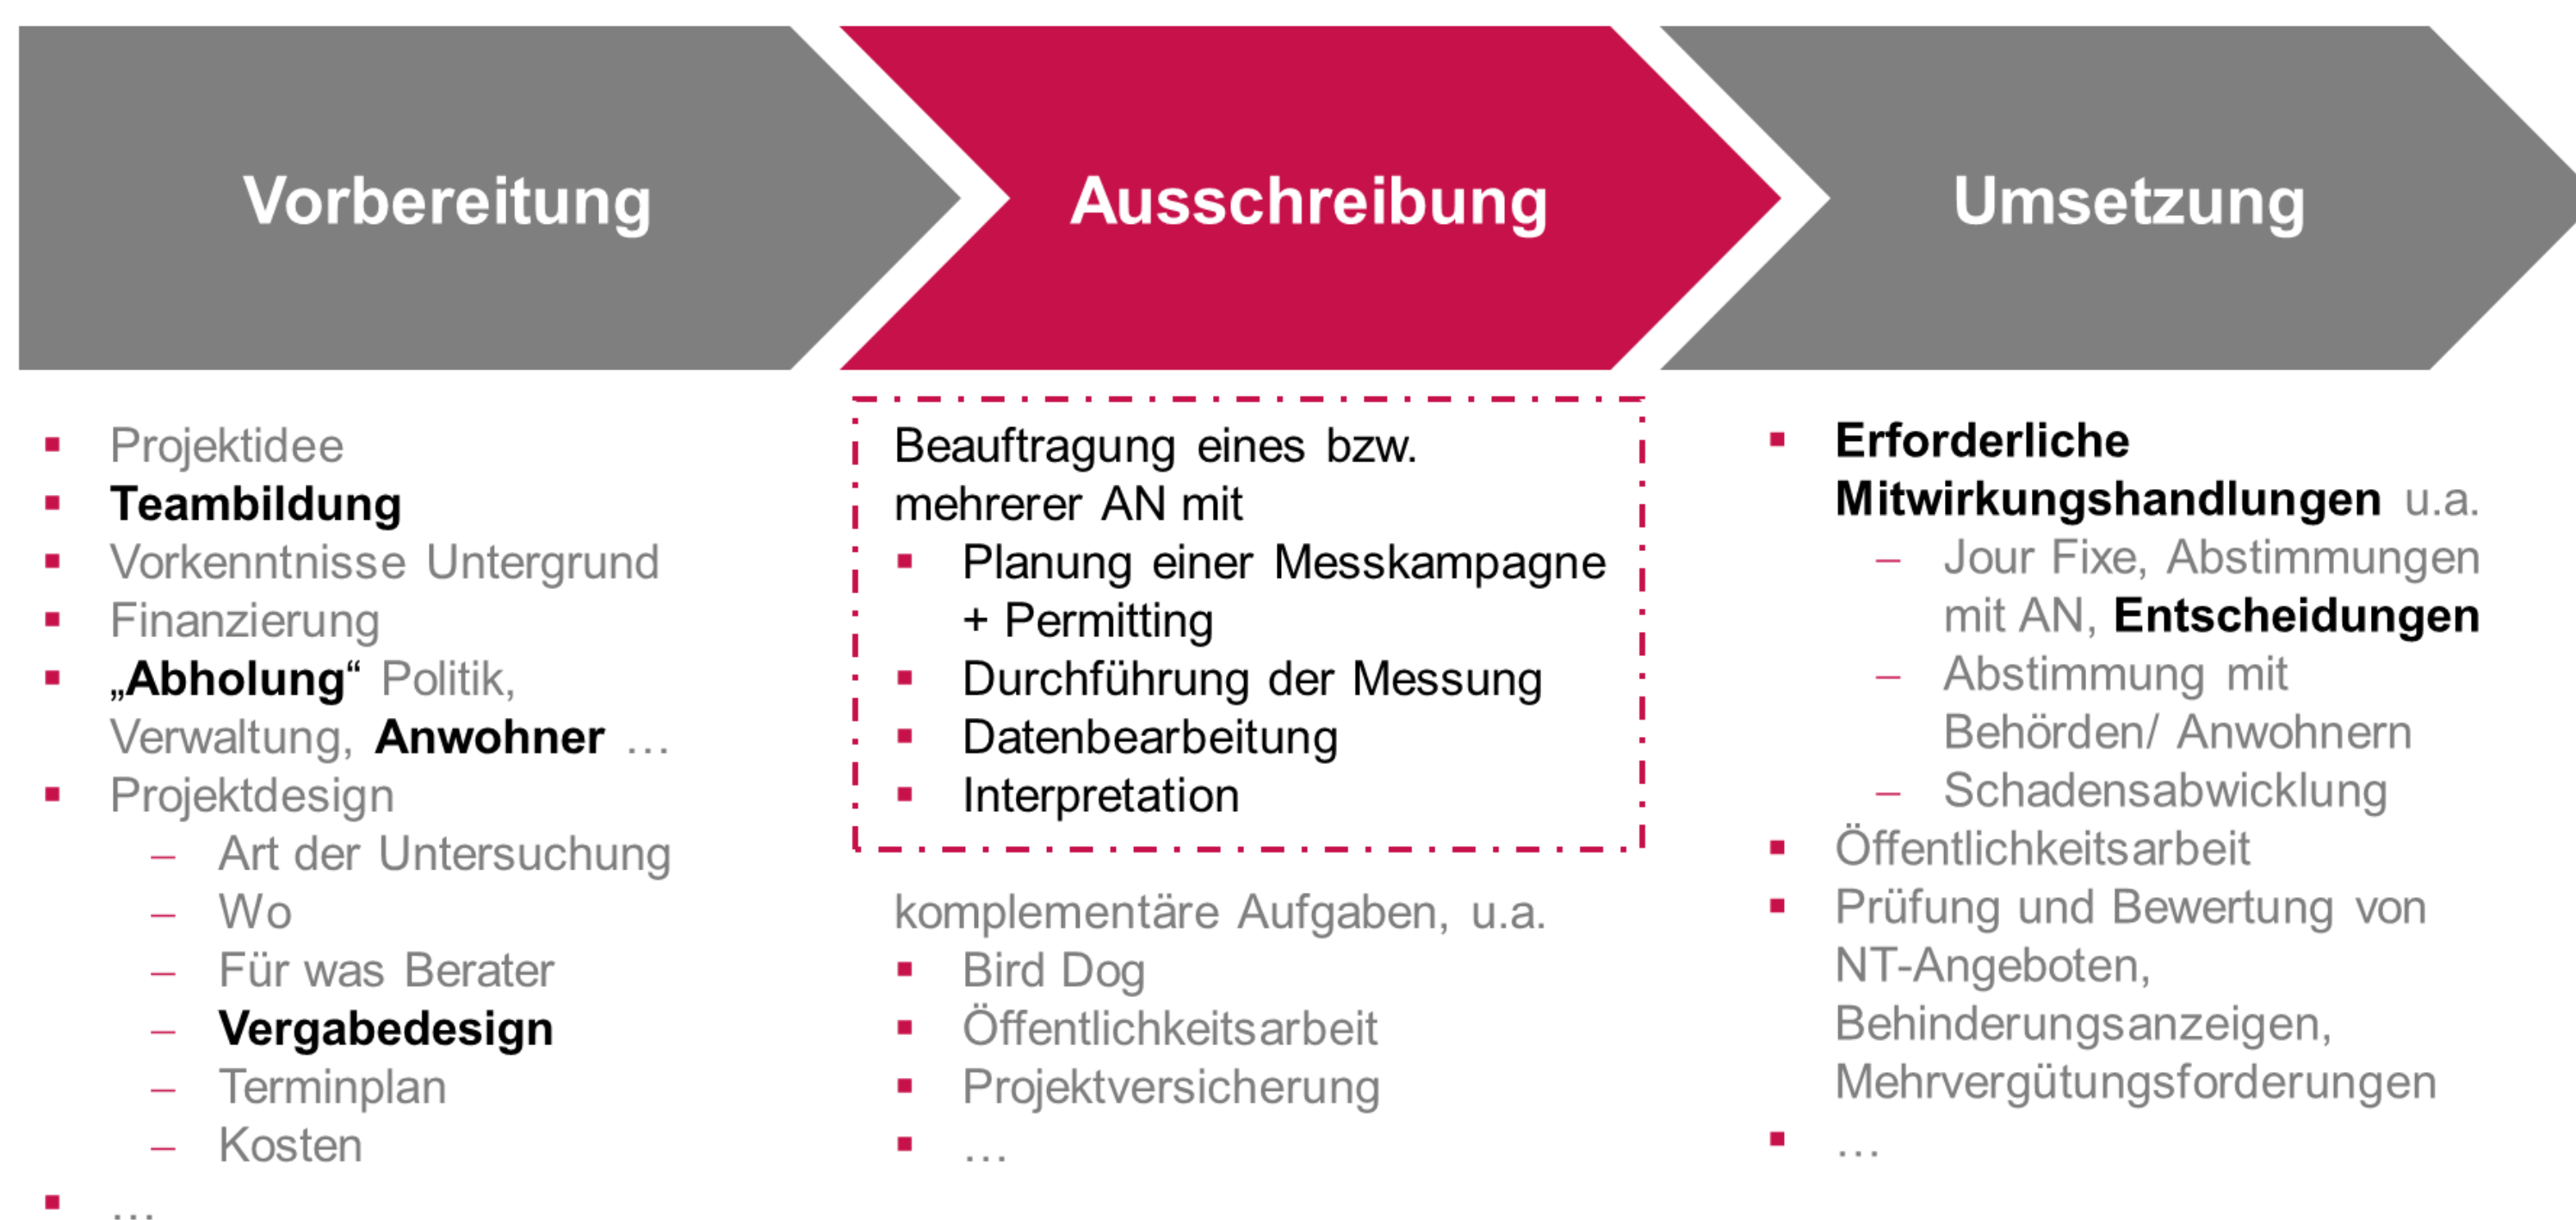 Vorbereitung
Ausschreibung
Umsetzung
▪ Projektidee
▪ Teambildung
▪ Vorkenntnisse Untergrund
▪ Finanzierung
▪ „Abholung“ Politik,
Verwaltung, Anwohner …
▪ Projektdesign
– Art der Untersuchung
– Wo
– Für was Berater
– Vergabedesign
– Terminplan
– Kosten
▪ …
Beauftragung eines bzw.
mehrerer AN mit
▪ Planung einer Messkampagne
+ Permitting
▪ Durchführung der Messung
▪ Datenbearbeitung
▪ Interpretation
komplementäre Aufgaben, u.a.
▪ Bird Dog
▪ Öffentlichkeitsarbeit
▪ Projektversicherung
▪ …
▪ Erforderliche
Mitwirkungshandlungen u.a.
– Jour Fixe, Abstimmungen
mit AN, Entscheidungen
– Abstimmung mit
Behörden/ Anwohnern
– Schadensabwicklung
▪ Öffentlichkeitsarbeit
▪ Prüfung und Bewertung von
NT-Angeboten,
Behinderungsanzeigen,
Mehrvergütungsforderungen
▪ …